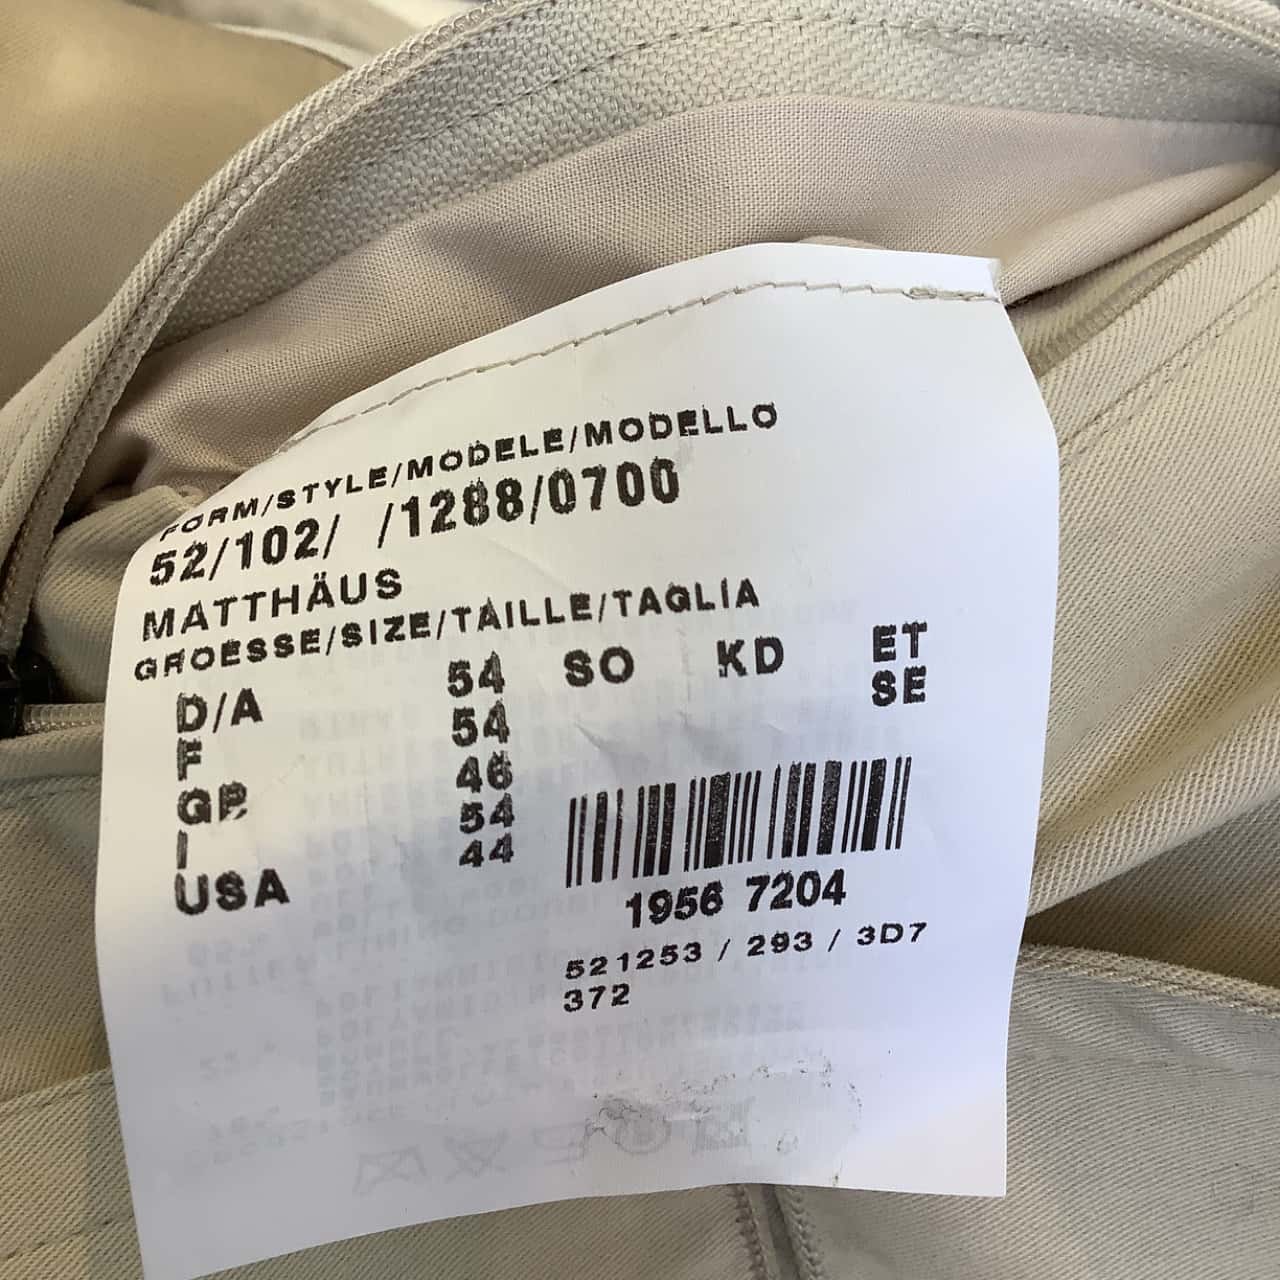 FORM/STYLE/MODELE/MODELLO
52/102/ /1288/0700
MATTHÄUS
GROESSE/SIZE/TAILLE/TAGLIA
D/A 54 SO KD ET
F 54 SE
GB 46
I 54
USA 44
1956 7204
521253 / 293 / 3D7
372